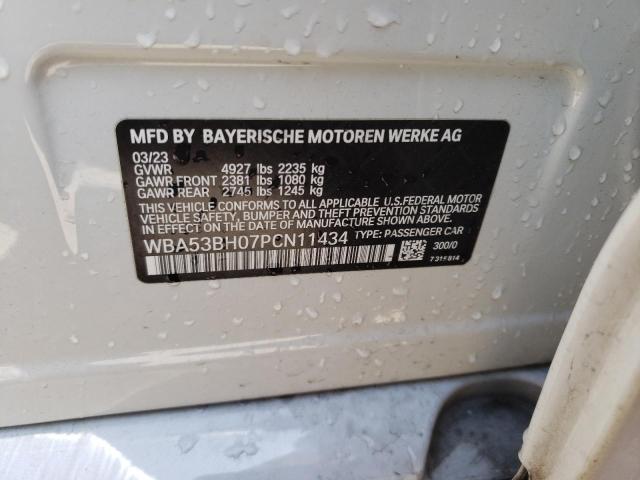 MFD BY BAYERISCHE MOTOREN WERKE AG
03/23
GVWR 4927 lbs 2235 kg
GAWR FRONT 2381 lbs 1080 kg
GAWR REAR 2745 lbs 1245 kg
THIS VEHICLE CONFORMS TO ALL APPLICABLE U.S.FEDERAL MOTOR
VEHICLE SAFETY, BUMPER, AND THEFT PREVENTION STANDARDS
IN EFFECT ON THE DATE OF MANUFACTURE SHOWN ABOVE.
WBA53BH07PCN11434 TYPE: PASSENGER CAR
300/0
7315814